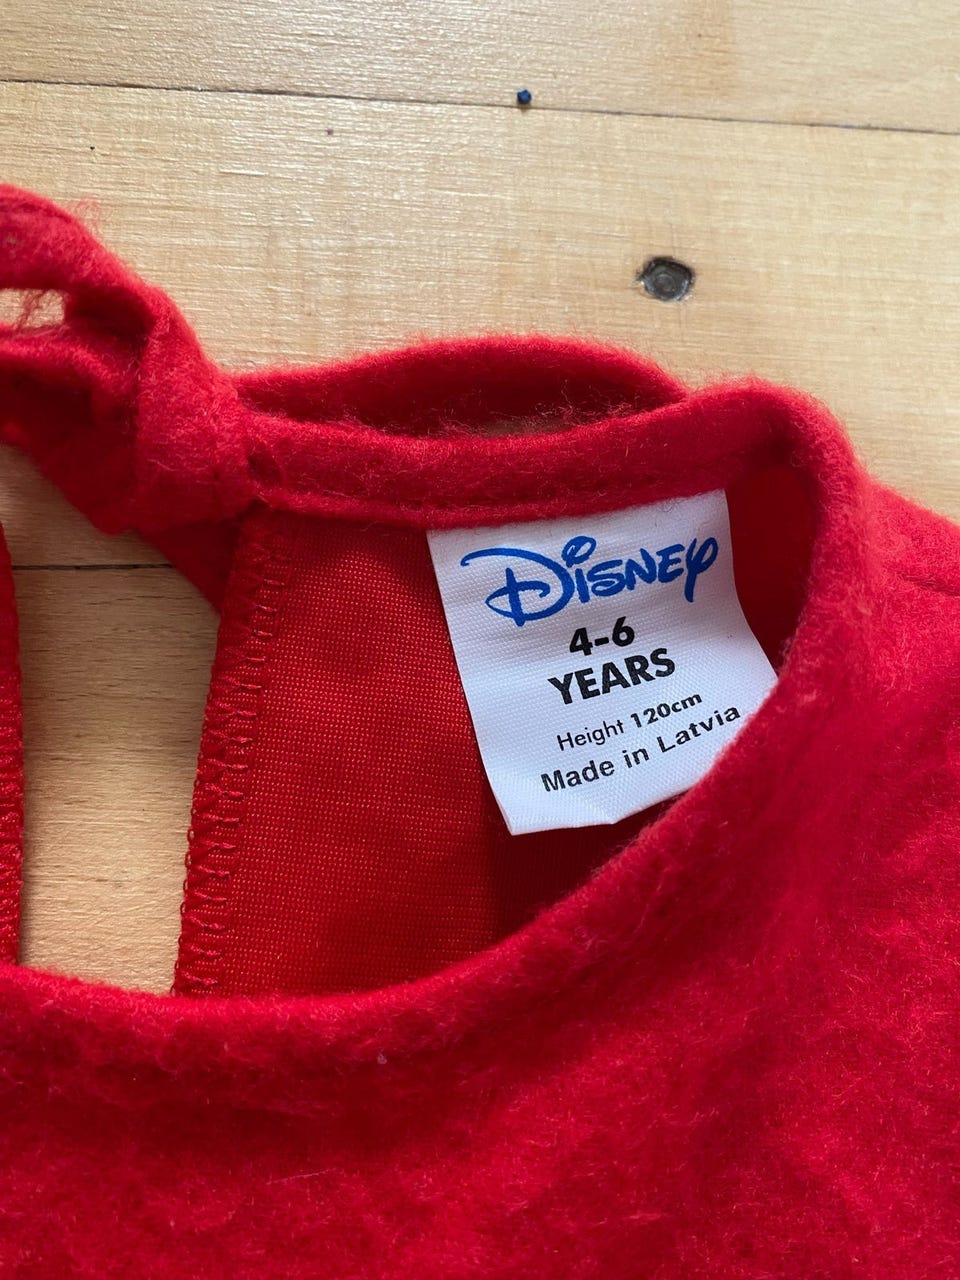 Disney
4-6
YEARS
Height 120cm
Made in Latvia